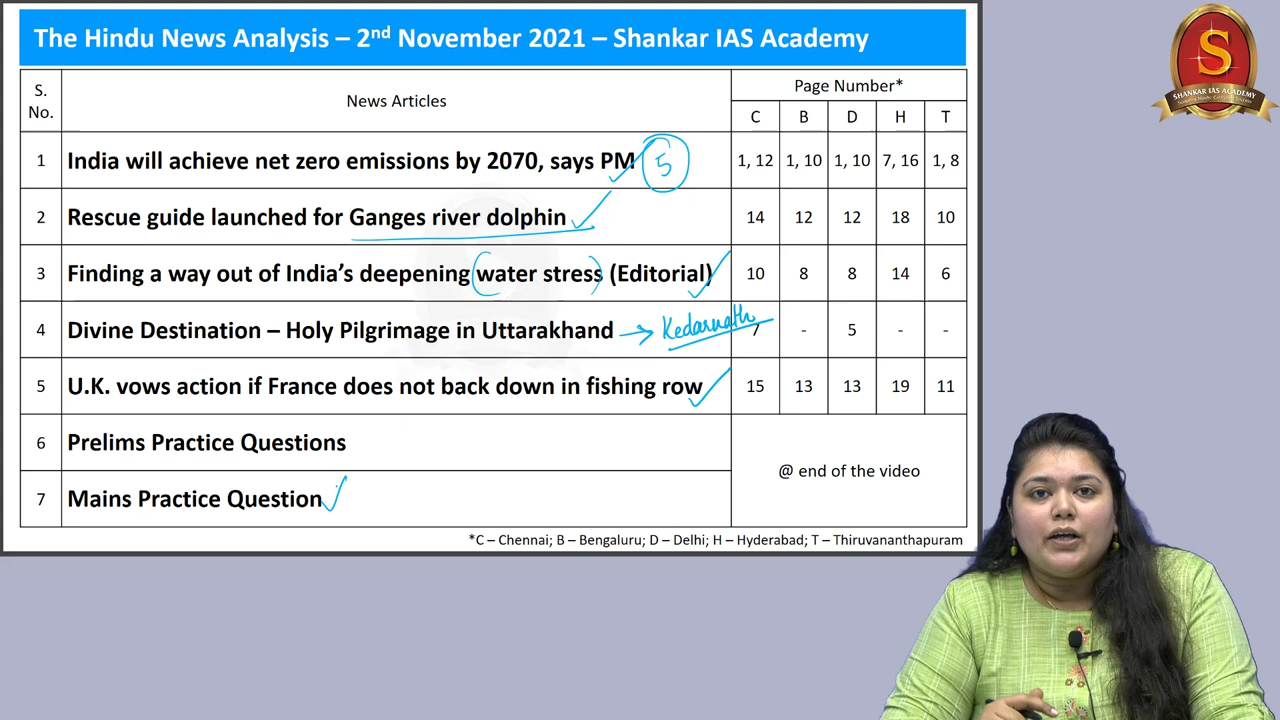 The Hindu News Analysis – 2nd November 2021 – Shankar IAS Academy
S. No. News Articles Page Number*
C B D H T
1 India will achieve net zero emissions by 2070, says PM 5 1, 12 1, 10 1, 10 7, 16 1, 8
2 Rescue guide launched for Ganges river dolphin 14 12 12 18 10
3 Finding a way out of India's deepening water stress (Editorial) 10 8 8 14 6
4 Divine Destination – Holy Pilgrimage in Uttarakhand → Kedarnath 7 - 5 - -
5 U.K. vows action if France does not back down in fishing row 15 13 13 19 11
6 Prelims Practice Questions
@ end of the video
7 Mains Practice Question
*C – Chennai; B – Bengaluru; D – Delhi; H – Hyderabad; T – Thiruvananthapuram
S
SHANKAR IAS ACADEMY